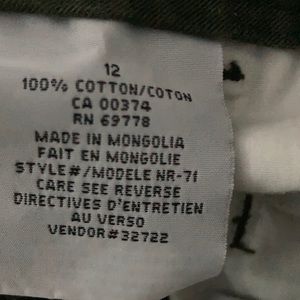 12
100% COTTON/COTON
CA 00374
RN 69778
MADE IN MONGOLIA
FAIT EN MONGOLIE
STYLE#/MODELE NR-7f
CARE SEE REVERSE
DIRECTIVES D'ENTRETIEN
AU VERSO
VENDOR#32722